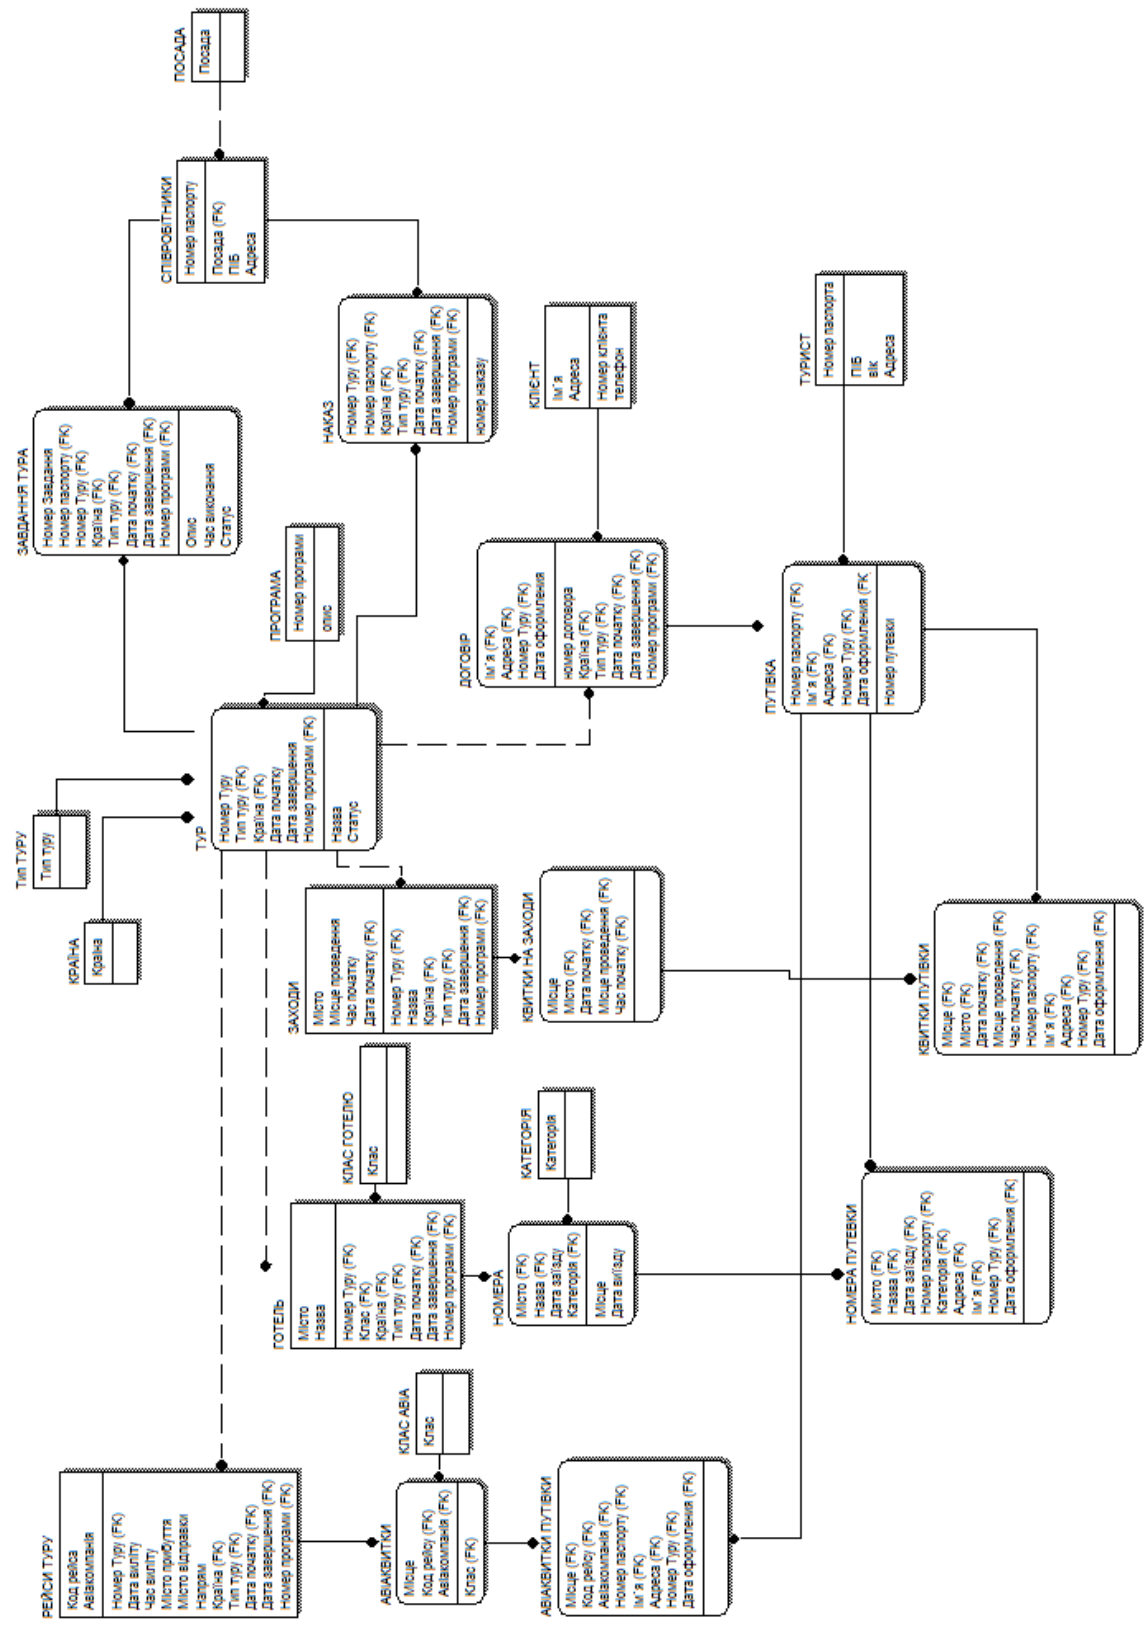 РЕЙСИ ТУРУ
Код рейса
Авіакомпанія
Номер Туру (FK)
Дата виліту
Час виліту
Місто прибуття
Місто відправки
Напрям
Країна (FK)
Тип туру (FK)
Дата початку (FK)
Дата завершення (FK)
Номер програми (FK)
КРАЇНА
Країна
Тип ТУРУ
Тип туру
ЗАВДАННЯ ТУРА
Номер Завдання
Номер паспорту (FK)
Номер Туру (FK)
Країна (FK)
Тип туру (FK)
Дата початку (FK)
Дата завершення (FK)
Номер програми (FK)
Опис
Час виконання
Статус
СПІВРОБІТНИКИ
Номер паспорту
Посада (FK)
ПІБ
Адреса
ПОСАДА
Посада
ТУР
Номер Туру
Тип туру (FK)
Країна (FK)
Дата початку
Дата завершення
Номер програми (FK)
Назва
Статус
ГОТЕЛЬ
Місто
Назва
Номер Туру (FK)
Клас (FK)
Країна (FK)
Тип туру (FK)
Дата початку (FK)
Дата завершення (FK)
Номер програми (FK)
КЛАС ГОТЕЛЮ
Клас
ЗАХОДИ
Місто
Місце проведення
Час початку
Дата початку (FK)
Номер Туру (FK)
Назва
Країна (FK)
Тип туру (FK)
Дата завершення (FK)
Номер програми (FK)
ПРОГРАМА
Номер програми
опис
НАКАЗ
Номер Туру (FK)
Номер паспорту (FK)
Країна (FK)
Тип туру (FK)
Дата початку (FK)
Дата завершення (FK)
Номер програми (FK)
номер наказу
АВІАКВИТКИ
Місце
Код рейсу (FK)
Авіакомпанія (FK)
Клас (FK)
КЛАС АВІА
Клас
НОМЕРА
Місто (FK)
Назва (FK)
Дата заїзду
Категорія (FK)
Місце
Дата виїзду
КАТЕГОРІЯ
Категорія
КВИТКИ НА ЗАХОДИ
Місце
Місто (FK)
Дата початку (FK)
Місце проведення (FK)
Час початку (FK)
ДОГОВІР
Ім`я (FK)
Адреса (FK)
Номер Туру (FK)
Дата оформления
номер договора
Країна (FK)
Тип туру (FK)
Дата початку (FK)
Дата завершення (FK)
Номер програми (FK)
КЛІЄНТ
Ім`я
Адреса
Номер клієнта
телефон
АВІАКВИТКИ ПУТІВКИ
Місце (FK)
Код рейсу (FK)
Авіакомпанія (FK)
Номер паспорту (FK)
Ім`я (FK)
Адреса (FK)
Номер Туру (FK)
Дата оформления (FK)
ПУТІВКА
Номер паспорту (FK)
Ім`я (FK)
Адреса (FK)
Номер Туру (FK)
Дата оформления (FK)
Номер путевки
ТУРИСТ
Номер паспорта
ПІБ
вік
Адреса
НОМЕРА ПУТЕВКИ
Місто (FK)
Назва (FK)
Дата заїзду (FK)
Номер паспорту (FK)
Категорія (FK)
Адреса (FK)
Ім`я (FK)
Номер Туру (FK)
Дата оформления (FK)
КВИТКИ ПУТІВКИ
Місце (FK)
Місто (FK)
Дата початку (FK)
Місце проведення (FK)
Час початку (FK)
Номер паспорту (FK)
Ім`я (FK)
Адреса (FK)
Номер Туру (FK)
Дата оформления (FK)